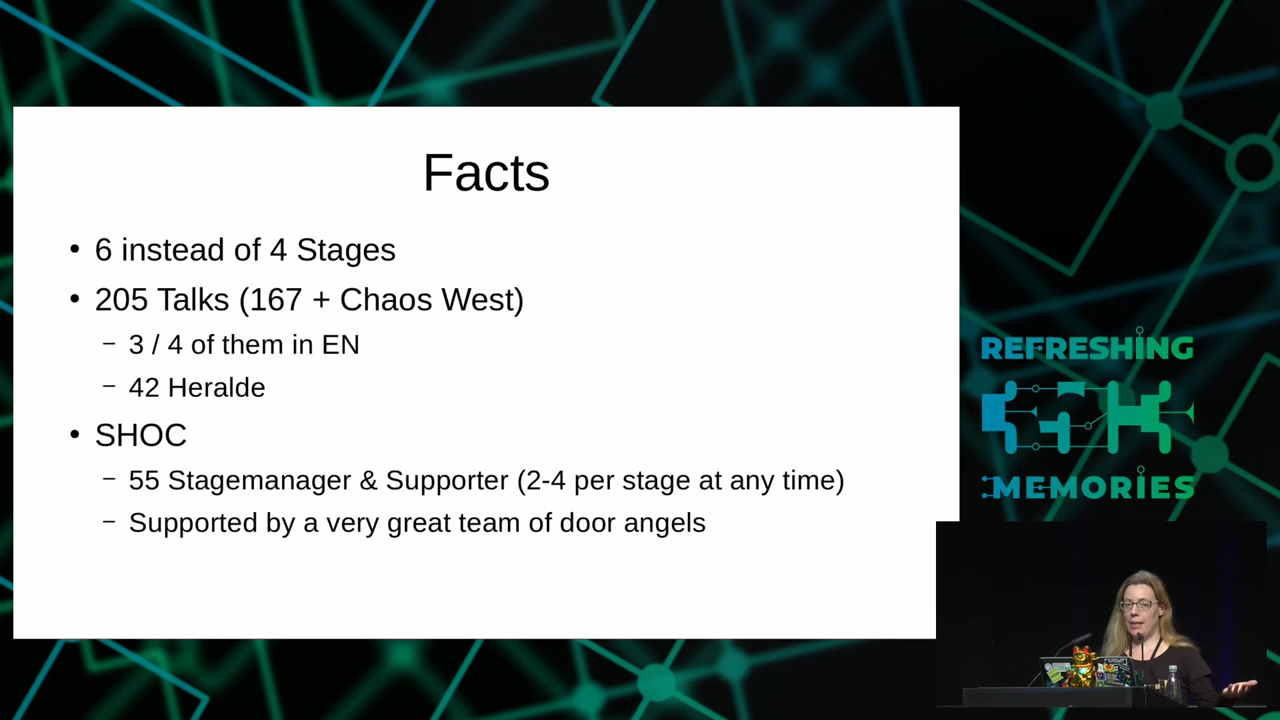 Facts
• 6 instead of 4 Stages
• 205 Talks (167 + Chaos West)
– 3 / 4 of them in EN
– 42 Heralde
• SHOC
– 55 Stagemanager & Supporter (2-4 per stage at any time)
– Supported by a very great team of door angels
REFRESHING
MEMORIES